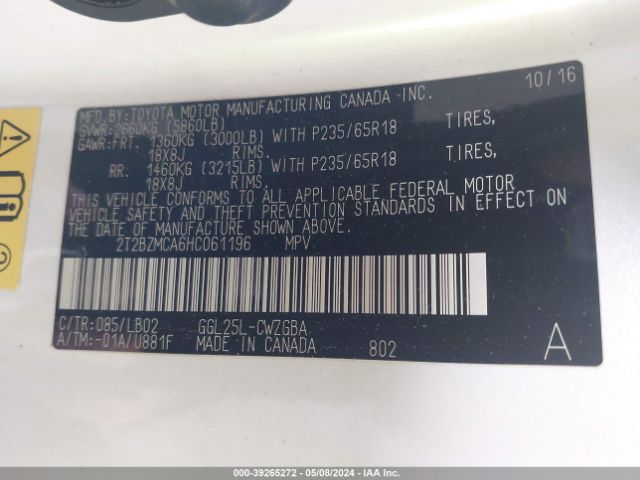 MFD.BY:TOYOTA MOTOR MANUFACTURING CANADA INC. 10/16
GVWR:2660KG (5860LB)
GAWR:FRT. 1360KG (3000LB) WITH P235/65R18 TIRES,
18X8J RIMS.
RR. 1460KG (3215LB) WITH P235/65R18 TIRES,
18X8J RIMS.
THIS VEHICLE CONFORMS TO ALL APPLICABLE FEDERAL MOTOR
VEHICLE SAFETY AND THEFT PREVENTION STANDARDS IN EFFECT ON
THE DATE OF MANUFACTURE SHOWN ABOVE.
2T2BZMCA6HC061196 MPV.
C/TR:085/LB02 GGL25L-CWZGBA
A/TM:-01A/U881F MADE IN CANADA 802 A
000-39265272 - 05/08/2024 - IAA Inc.